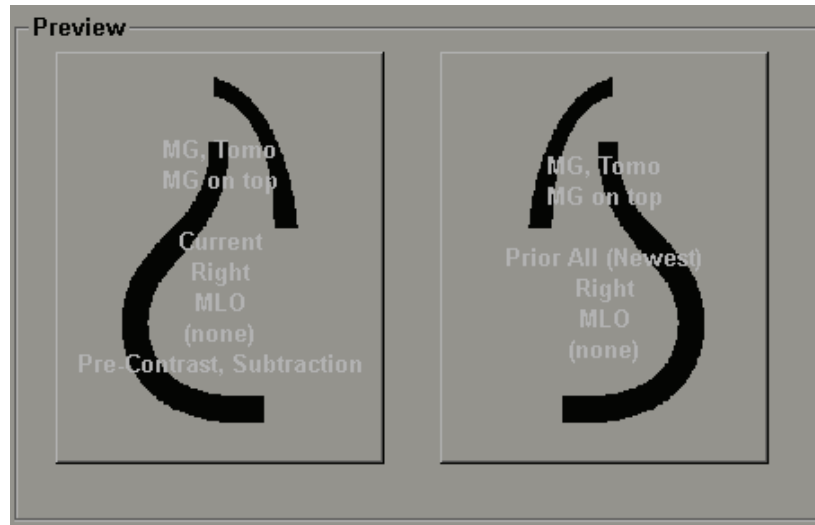 Preview
MG, Tomo
MG on top
Current
Right
MLO
(none)
Pre-Contrast, Subtraction
MG, Tomo
MG on top
Prior All (Newest)
Right
MLO
(none)